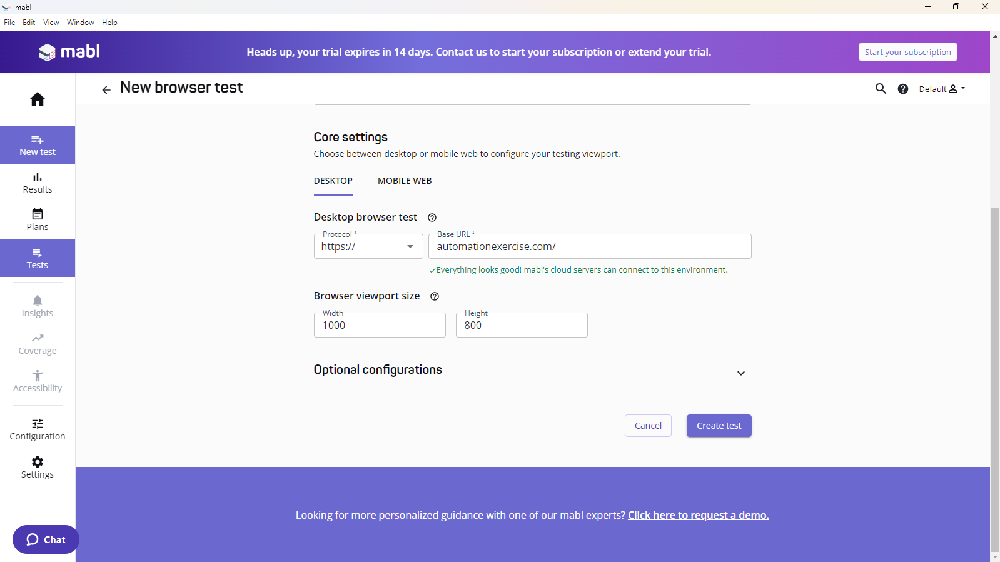 mabl
File Edit View Window Help
mabl
Heads up, your trial expires in 14 days. Contact us to start your subscription or extend your trial.
Start your subscription
New browser test
Default
New test
Results
Plans
Tests
Insights
Coverage
Accessibility
Configuration
Settings
Chat
Core settings
Choose between desktop or mobile web to configure your testing viewport.
DESKTOP MOBILE WEB
Desktop browser test
Protocol * Base URL *
https:// automationexercise.com/
Everything looks good! mabl's cloud servers can connect to this environment.
Browser viewport size
Width Height
1000 800
Optional configurations
Cancel Create test
Looking for more personalized guidance with one of our mabl experts? Click here to request a demo.